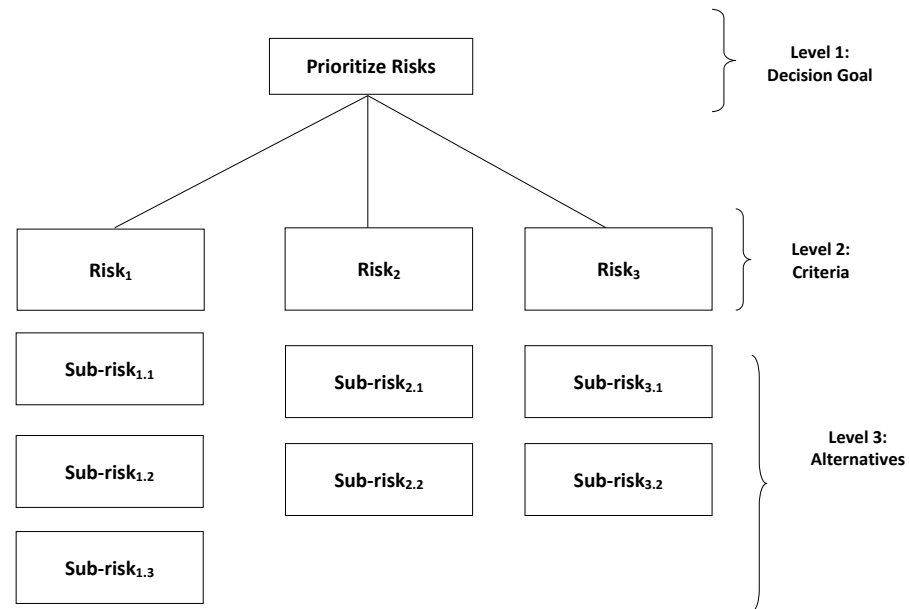 Prioritize Risks
Level 1:
Decision Goal
Risk₁
Risk₂
Risk₃
Level 2:
Criteria
Sub-risk₁.₁
Sub-risk₂.₁
Sub-risk₃.₁
Sub-risk₁.₂
Sub-risk₂.₂
Sub-risk₃.₂
Level 3:
Alternatives
Sub-risk₁.₃